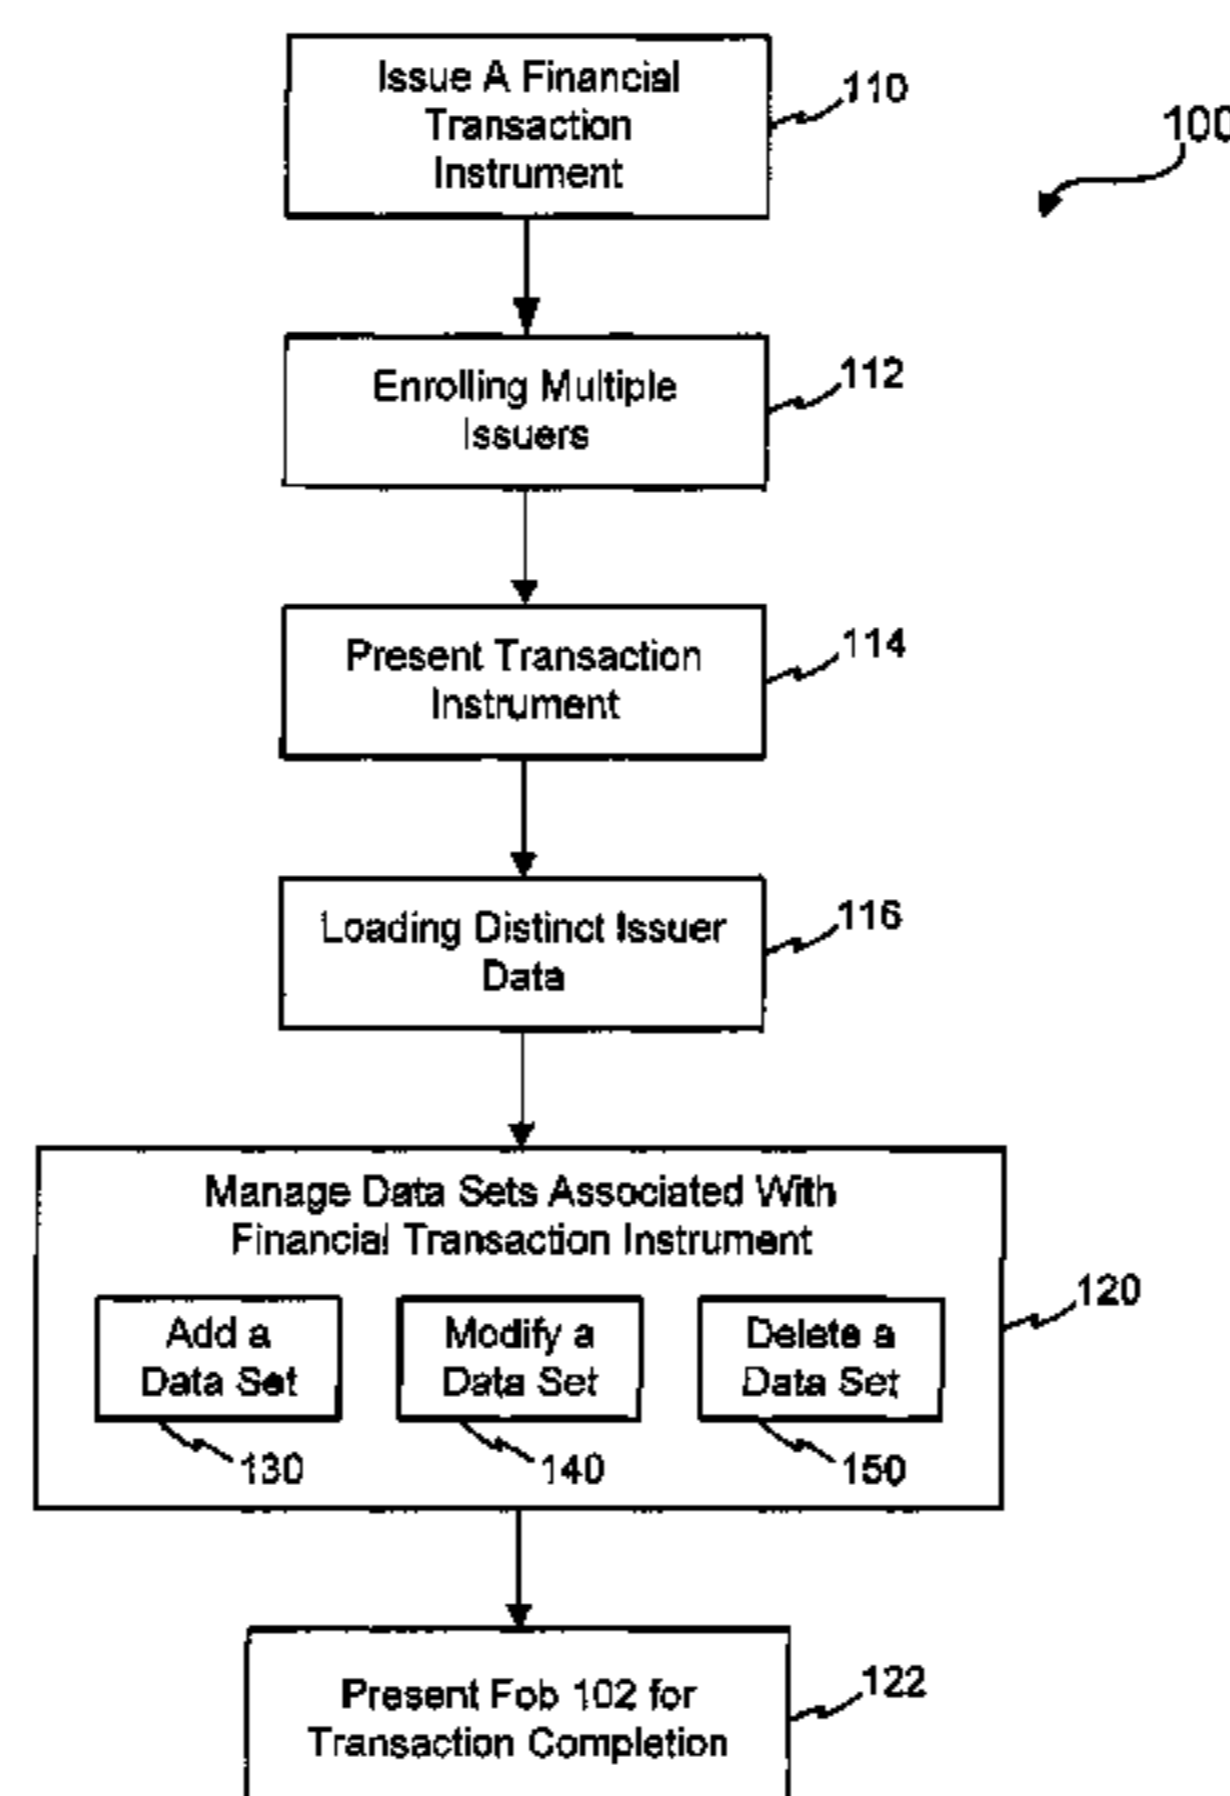 Issue A Financial
Transaction
Instrument
110
100
Enrolling Multiple
Issuers
112
Present Transaction
Instrument
114
Loading Distinct Issuer
Data
116
Manage Data Sets Associated With
Financial Transaction Instrument
120
Add a
Data Set
130
Modify a
Data Set
140
Delete a
Data Set
150
Present Fob 102 for
Transaction Completion
122